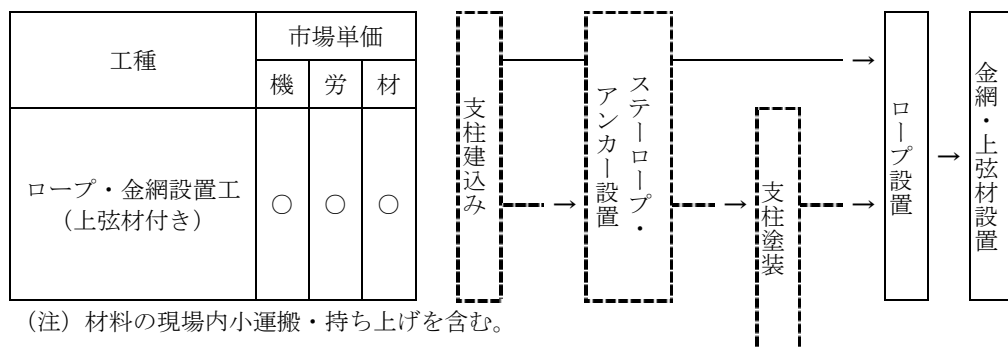 工種
市場単価
機 労 材
ロープ・金網設置工
(上弦材付き)
○ ○ ○
支柱建込み
ステーロープ・
アンカー設置
支柱塗装
ロープ設置
金網・上弦材設置
(注)材料の現場内小運搬・持ち上げを含む。